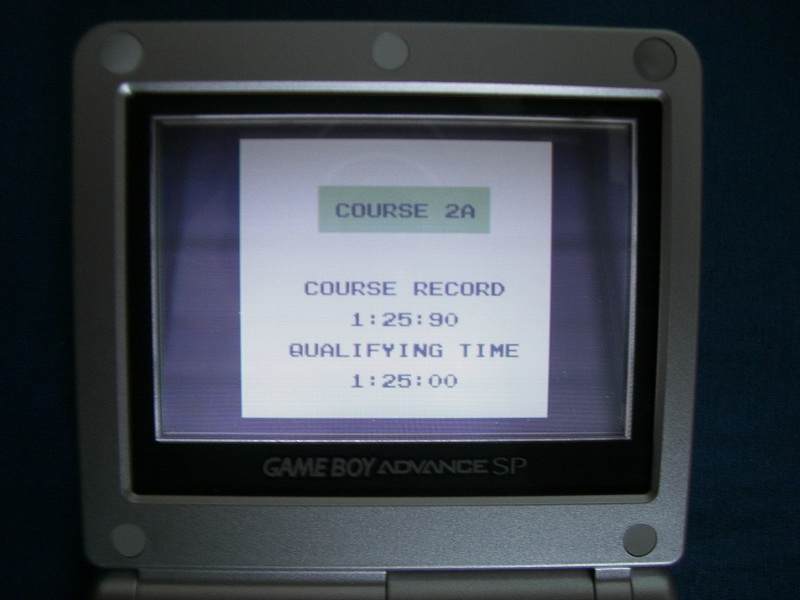 COURSE 2A
COURSE RECORD
1:25:90
QUALIFYING TIME
1:25:00
GAME BOY ADVANCE SP